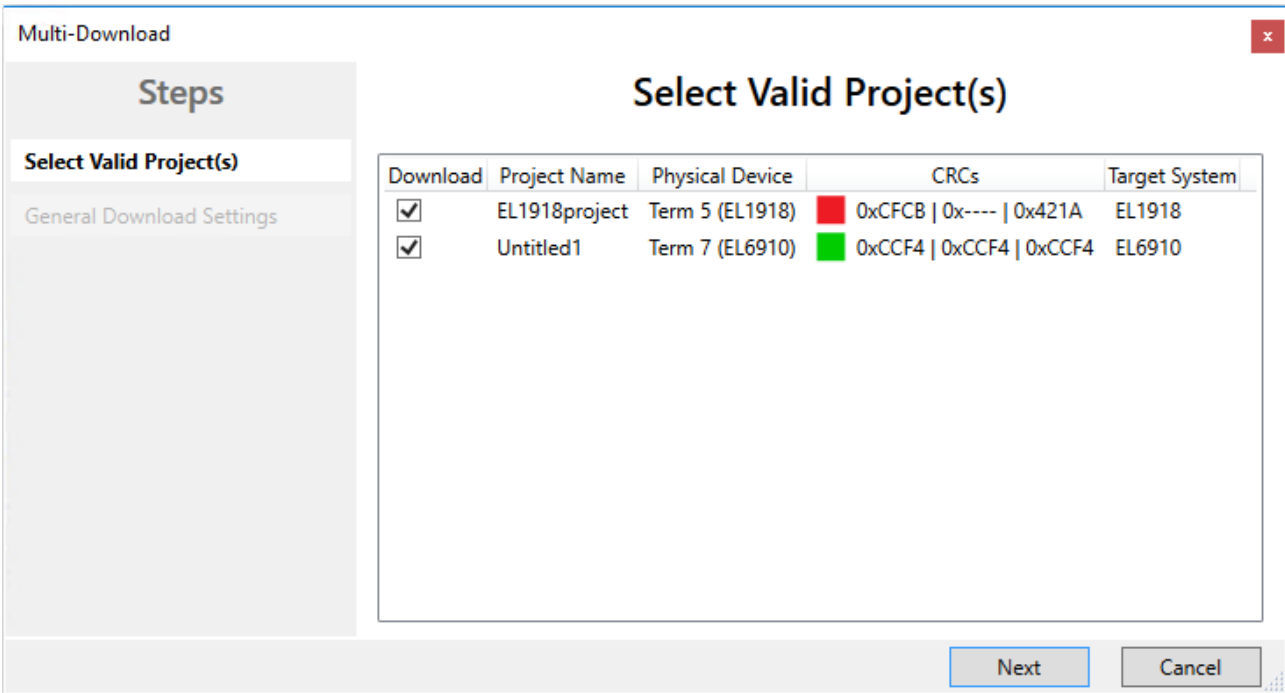 Multi-Download
x
Steps
Select Valid Project(s)
Select Valid Project(s)
General Download Settings
Download Project Name Physical Device CRCs Target System
EL1918project Term 5 (EL1918) 0xCFCB | 0x---- | 0x421A EL1918
Untitled1 Term 7 (EL6910) 0xCCF4 | 0xCCF4 | 0xCCF4 EL6910
Next Cancel